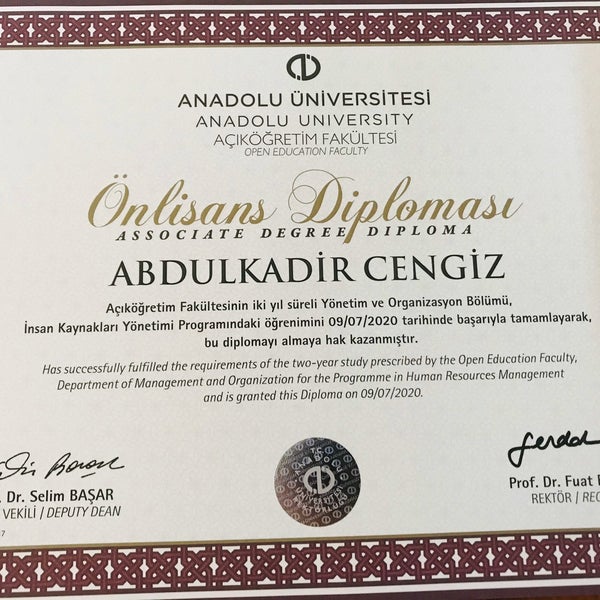 ANADOLU ÜNİVERSİTESİ
ANADOLU UNIVERSITY
AÇIKÖĞRETİM FAKÜLTESİ
OPEN EDUCATION FACULTY
Önlisans Diploması
ASSOCIATE DEGREE DIPLOMA
ABDULKADİR CENGİZ
Açıköğretim Fakültesinin iki yıl süreli Yönetim ve Organizasyon Bölümü,
İnsan Kaynakları Yönetimi Programındaki öğrenimini 09/07/2020 tarihinde başarıyla tamamlayarak,
bu diplomayı almaya hak kazanmıştır.
Has successfully fulfilled the requirements of the two-year study prescribed by the Open Education Faculty,
Department of Management and Organization for the Programme in Human Resources Management
and is granted this Diploma on 09/07/2020.
Dr. Selim BAŞAR
VEKİLİ / DEPUTY DEAN
Prof. Dr. Fuat
REKTÖR / REC
T.C.
ANADOLU
ÜNİVERSİTESİ